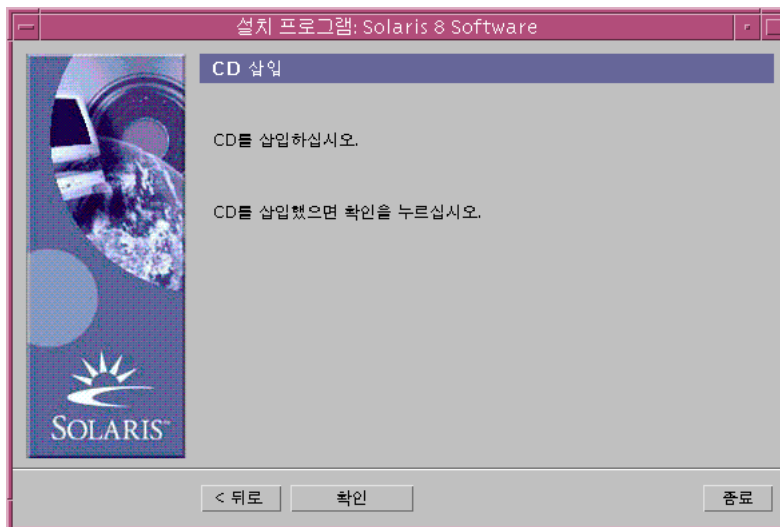 설치 프로그램: Solaris 8 Software
CD 삽입
CD를 삽입하십시오.
CD를 삽입했으면 확인을 누르십시오.
SOLARIS™
< 뒤로
확인
종료